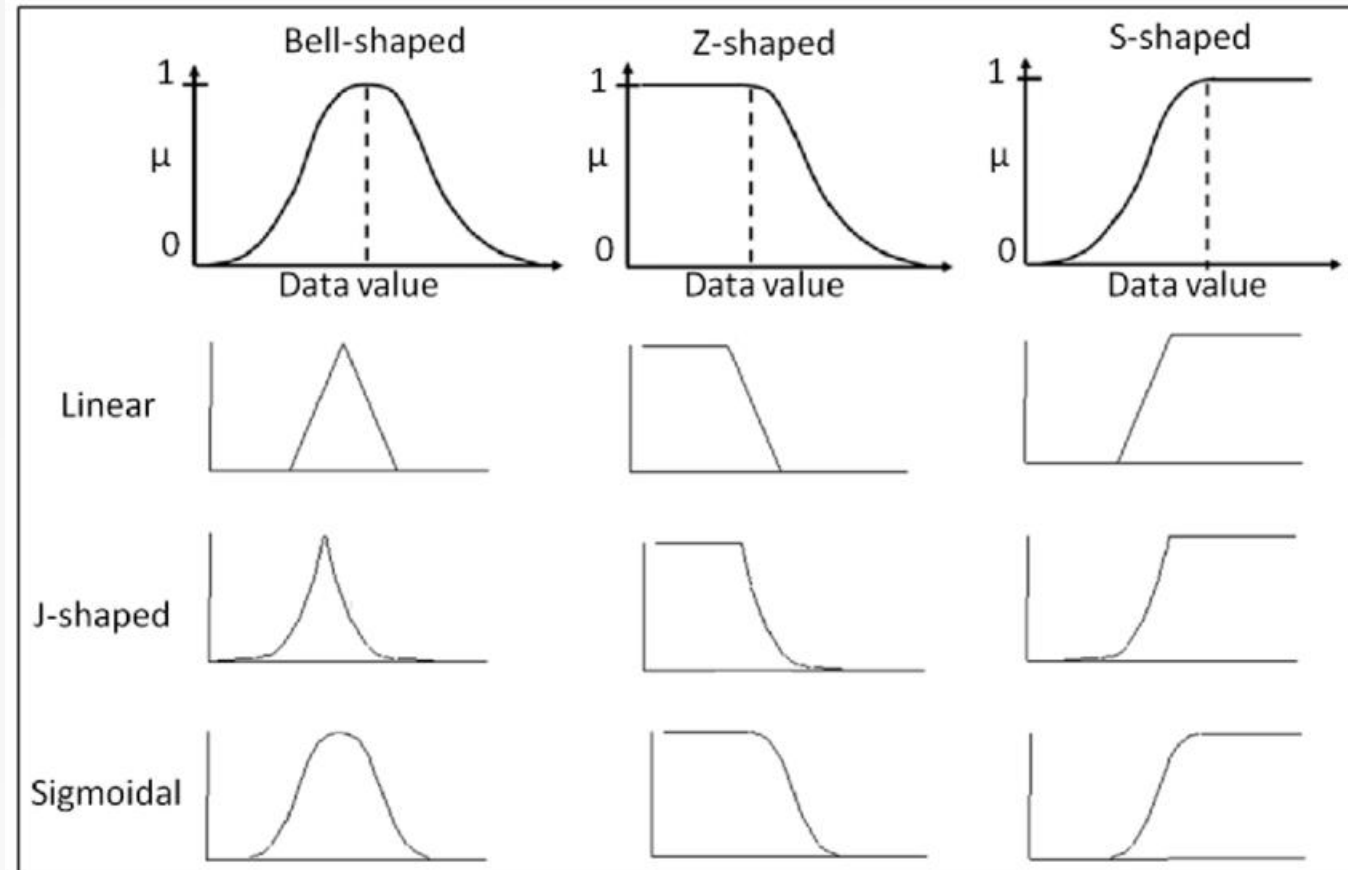 Bell-shaped
Z-shaped
S-shaped
1
μ
0
Data value
1
μ
0
Data value
1
μ
0
Data value
Linear
J-shaped
Sigmoidal